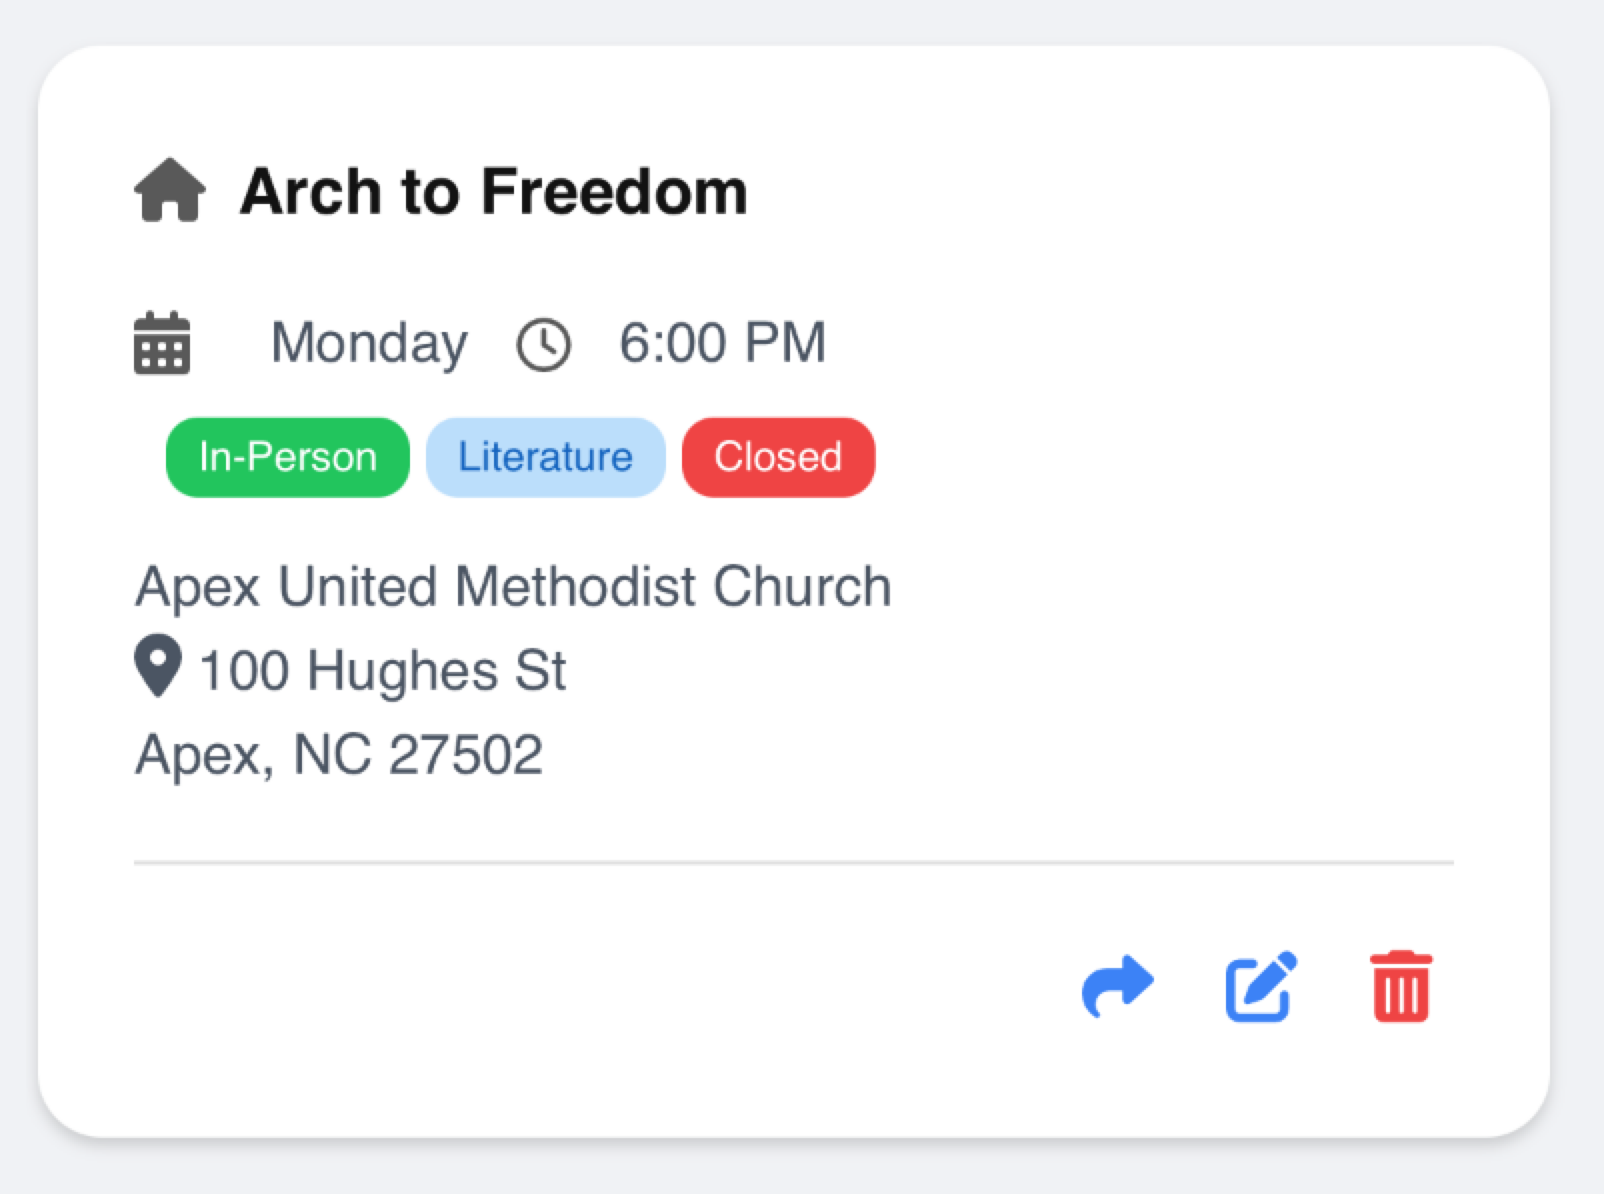 Arch to Freedom
Monday 6:00 PM
In-Person Literature Closed
Apex United Methodist Church
100 Hughes St
Apex, NC 27502